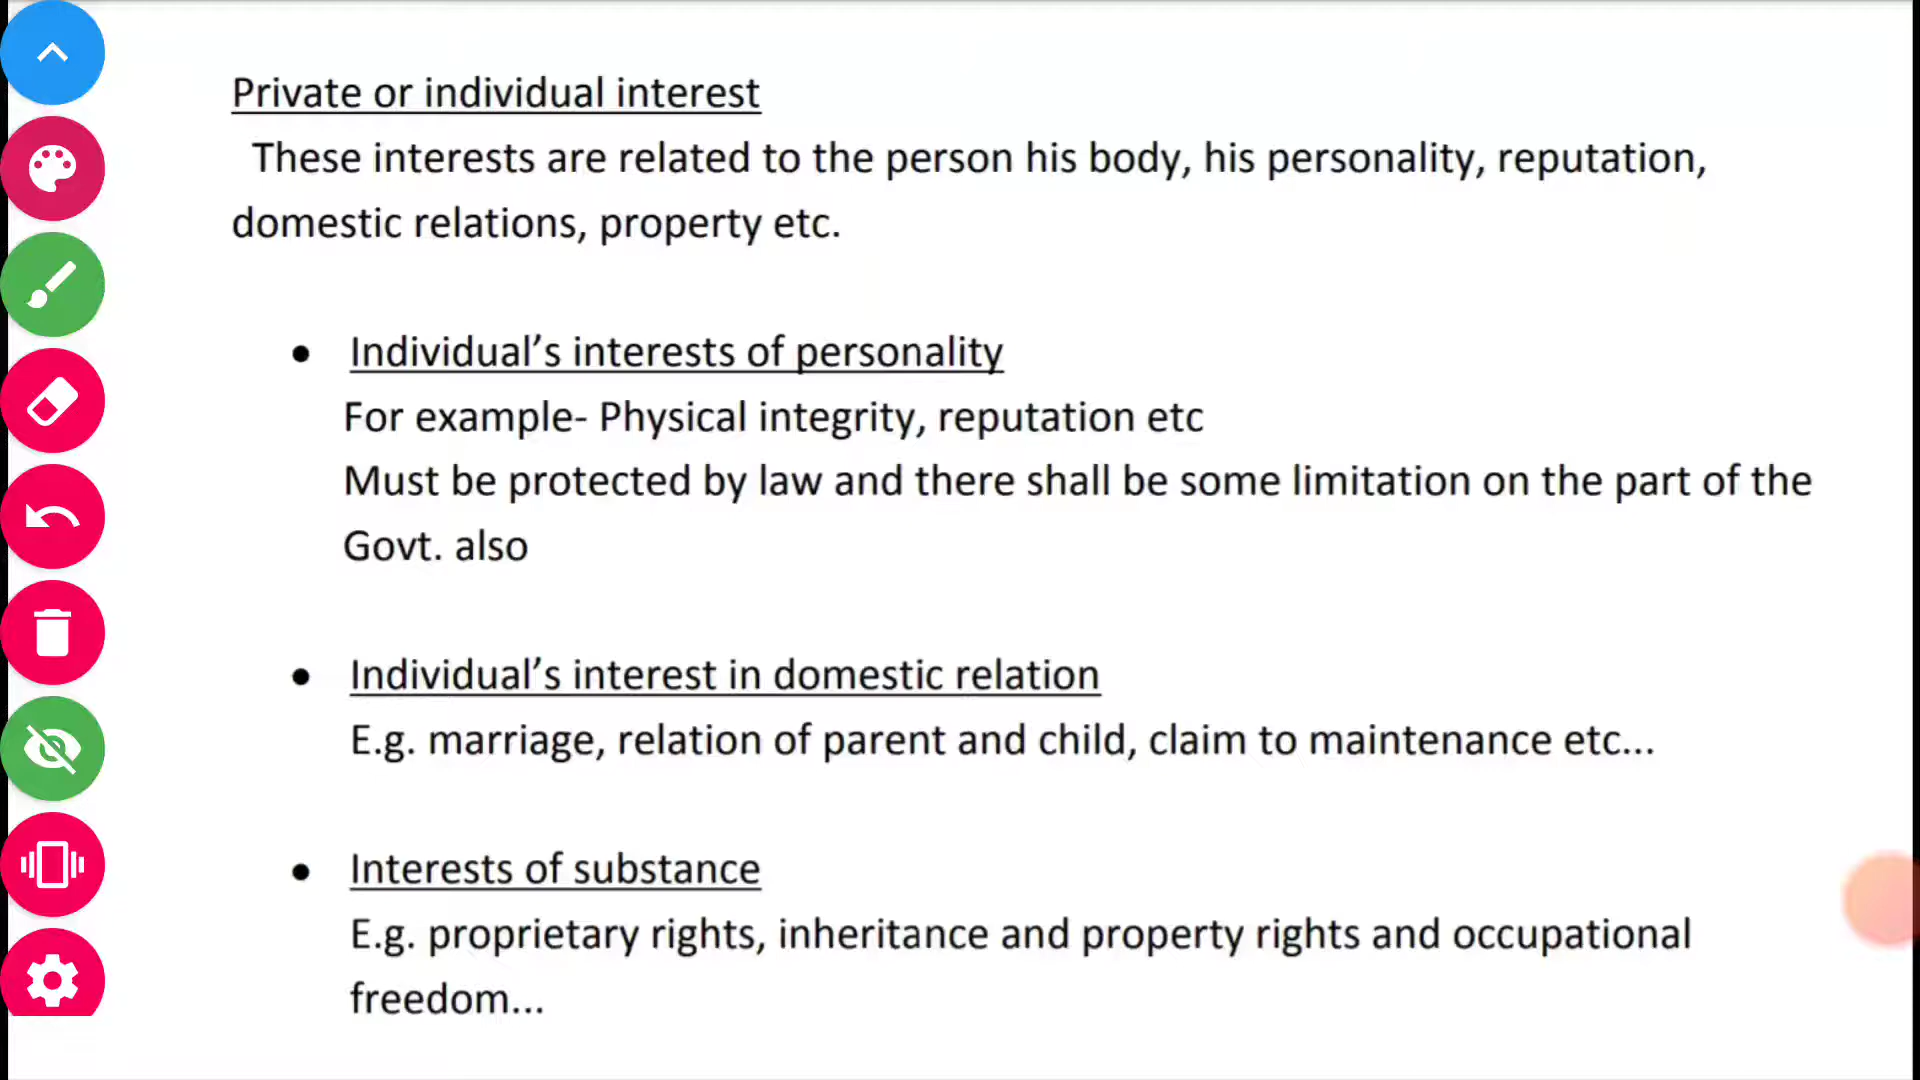 Private or individual interest
These interests are related to the person his body, his personality, reputation,
domestic relations, property etc.
● Individual’s interests of personality
For example- Physical integrity, reputation etc
Must be protected by law and there shall be some limitation on the part of the
Govt. also
● Individual’s interest in domestic relation
E.g. marriage, relation of parent and child, claim to maintenance etc...
● Interests of substance
E.g. proprietary rights, inheritance and property rights and occupational
freedom...